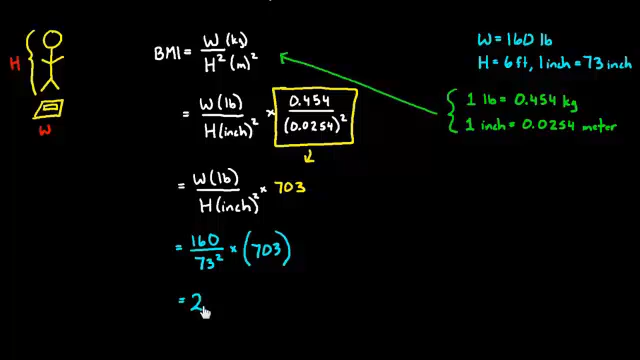 BMI = W (kg) / H² (m)²
= W (lb) / H (inch)² × 0.454 / (0.0254)²
= W (lb) / H (inch)² × 703
= 160 / 73² × (703)
= 2
H
W
W = 160 lb
H = 6 ft, 1 inch = 73 inch
1 lb = 0.454 kg
1 inch = 0.0254 meter